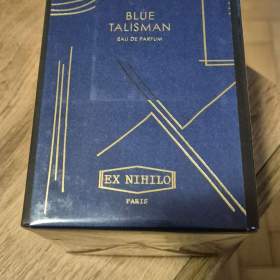 BLUE
TALISMAN
EAU DE PARFUM
EX NIHILO
PARIS